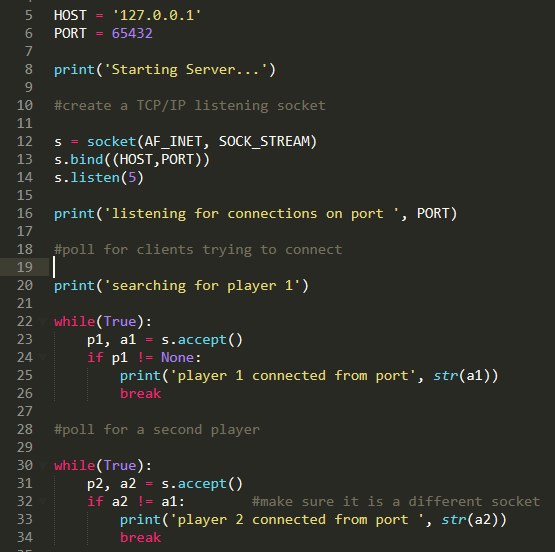 5 HOST = '127.0.0.1'
6 PORT = 65432
7
8 print('Starting Server...')
9
10 #create a TCP/IP listening socket
11
12 s = socket(AF_INET, SOCK_STREAM)
13 s.bind((HOST,PORT))
14 s.listen(5)
15
16 print('listening for connections on port ', PORT)
17
18 #poll for clients trying to connect
19
20 print('searching for player 1')
21
22 while(True):
23     p1, a1 = s.accept()
24     if p1 != None:
25         print('player 1 connected from port', str(a1))
26         break
27
28 #poll for a second player
29
30 while(True):
31     p2, a2 = s.accept()
32     if a2 != a1:        #make sure it is a different socket
33         print('player 2 connected from port ', str(a2))
34         break